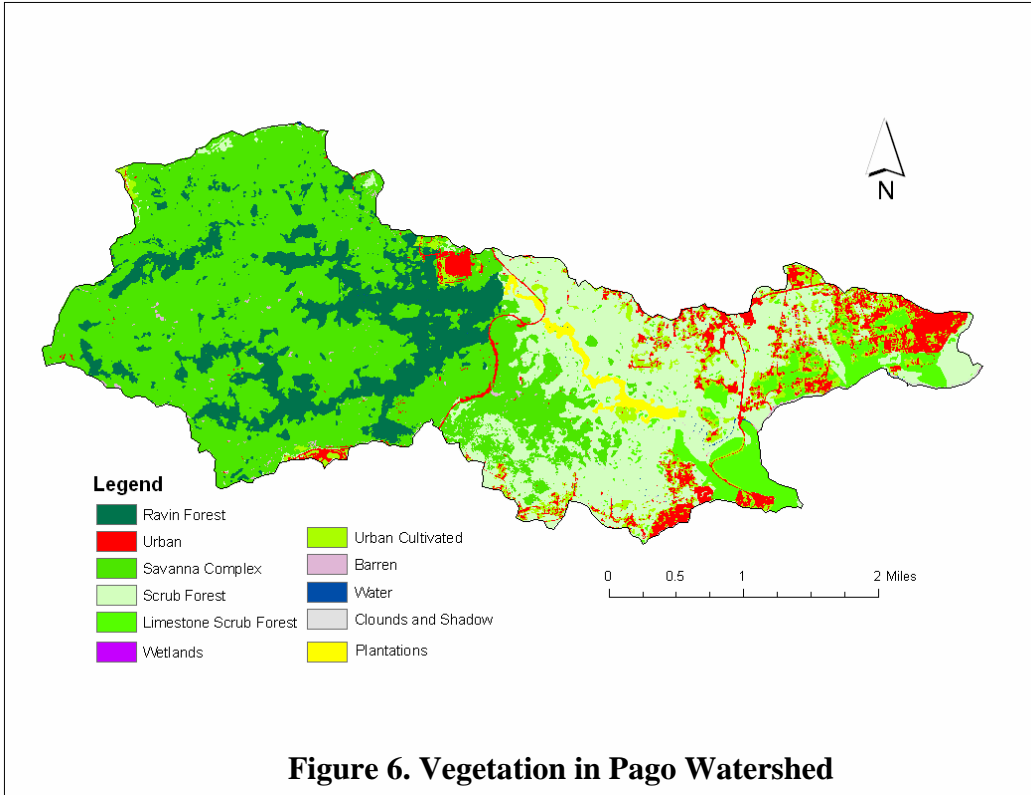 N
Legend
Ravin Forest
Urban
Savanna Complex
Scrub Forest
Limestone Scrub Forest
Wetlands
Urban Cultivated
Barren
Water
Clounds and Shadow
Plantations
0 0.5 1 2 Miles
Figure 6. Vegetation in Pago Watershed